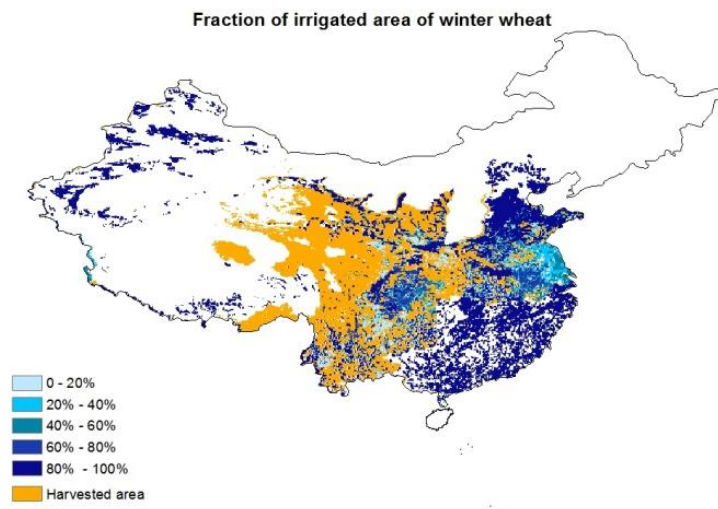 Fraction of irrigated area of winter wheat
0 - 20%
20% - 40%
40% - 60%
60% - 80%
80% - 100%
Harvested area